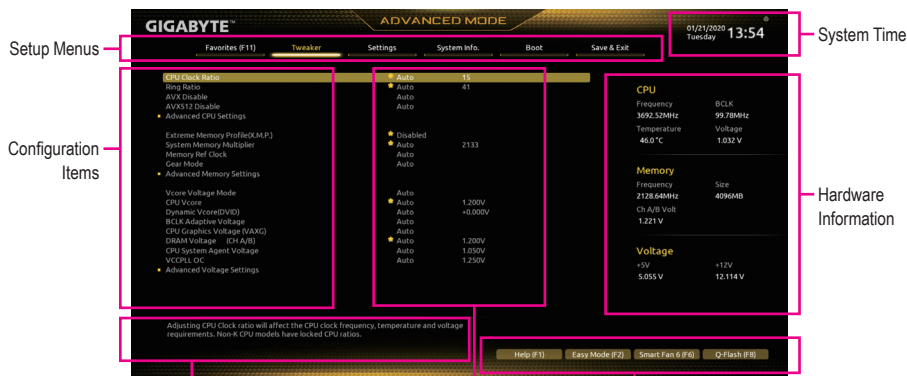 GIGABYTE™
ADVANCED MODE
01/21/2020
Tuesday
13:54
System Time
Setup Menus
Favorites (F11) Tweaker Settings System Info. Boot Save & Exit
CPU Clock Ratio Auto 15
Ring Ratio Auto 41
AVX Disable Auto
AVX512 Disable Auto
Advanced CPU Settings
Extreme Memory Profile(X.M.P.) Disabled
System Memory Multiplier Auto 2133
Memory Ref Clock Auto
Gear Mode Auto
Advanced Memory Settings
Vcore Voltage Mode Auto
CPU Vcore Auto 1.200V
Dynamic Vcore(DVID) Auto +0.000V
BCLK Adaptive Voltage Auto
CPU Graphics Voltage (VAXG) Auto
DRAM Voltage (CH A/B) Auto 1.200V
CPU System Agent Voltage Auto 1.050V
VCCPLL OC Auto 1.250V
Advanced Voltage Settings
Configuration
Items
CPU
Frequency BCLK
3692.52MHz 99.78MHz
Temperature Voltage
46.0 °C 1.032 V
Memory
Frequency Size
2128.64MHz 4096MB
Ch A/B Volt
1.221 V
Voltage
+5V +12V
5.055 V 12.114 V
Hardware
Information
Adjusting CPU Clock ratio will affect the CPU clock frequency, temperature and voltage
requirements. Non-K CPU models have locked CPU ratios.
Help (F1) Easy Mode (F2) Smart Fan 6 (F6) Q-Flash (F8)